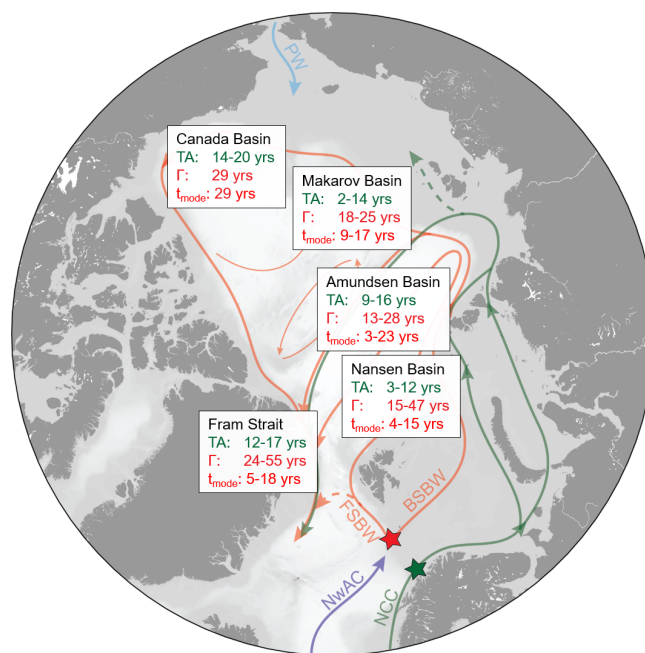 PW
Canada Basin
TA: 14-20 yrs
Γ: 29 yrs
tmode: 29 yrs
Makarov Basin
TA: 2-14 yrs
Γ: 18-25 yrs
tmode: 9-17 yrs
Amundsen Basin
TA: 9-16 yrs
Γ: 13-28 yrs
tmode: 3-23 yrs
Nansen Basin
TA: 3-12 yrs
Γ: 15-47 yrs
tmode: 4-15 yrs
Fram Strait
TA: 12-17 yrs
Γ: 24-55 yrs
tmode: 5-18 yrs
FSBW
BSBW
NwAC
NCC